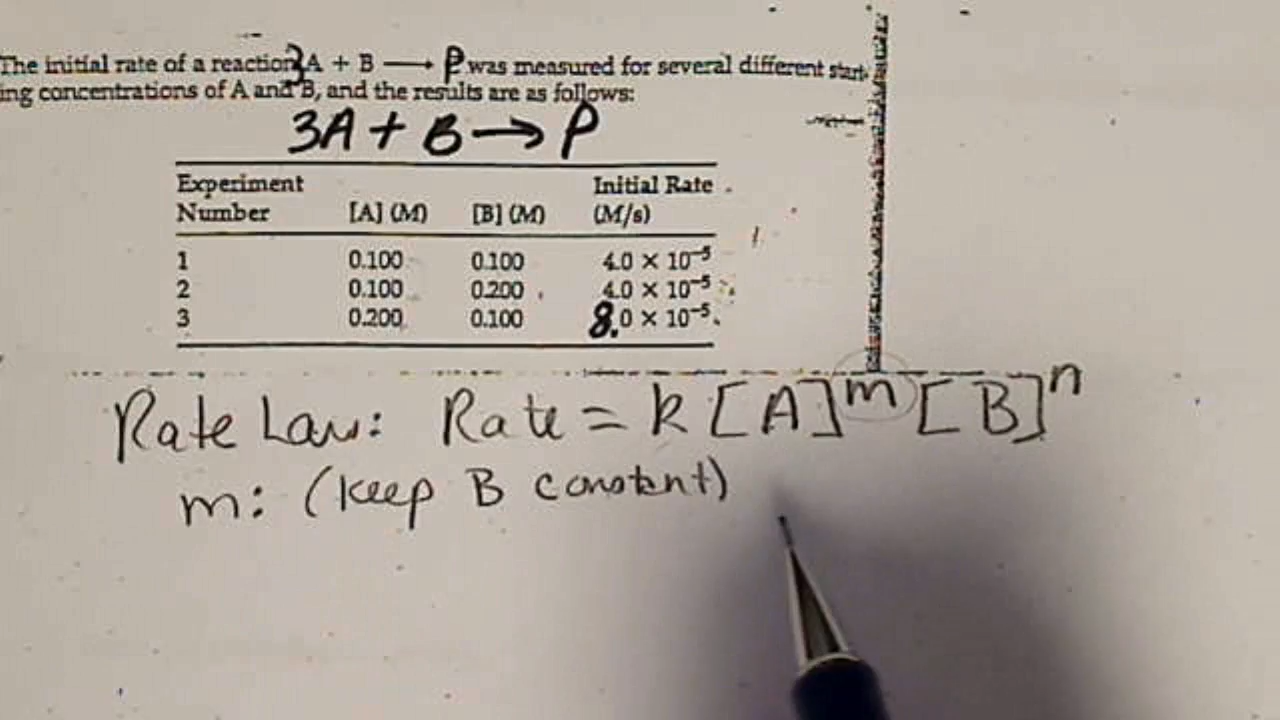 The initial rate of a reaction 3A + B → P was measured for several different start-
ing concentrations of A and B, and the results are as follows:
3A + B → P
Experiment Number [A] (M) [B] (M) Initial Rate (M/s)
1 0.100 0.100 4.0 × 10⁻⁵
2 0.100 0.200 4.0 × 10⁻⁵
3 0.200 0.100 8.0 × 10⁻⁵
Rate Law: Rate = k[A]ᵐ[B]ⁿ
m: (keep B constant)